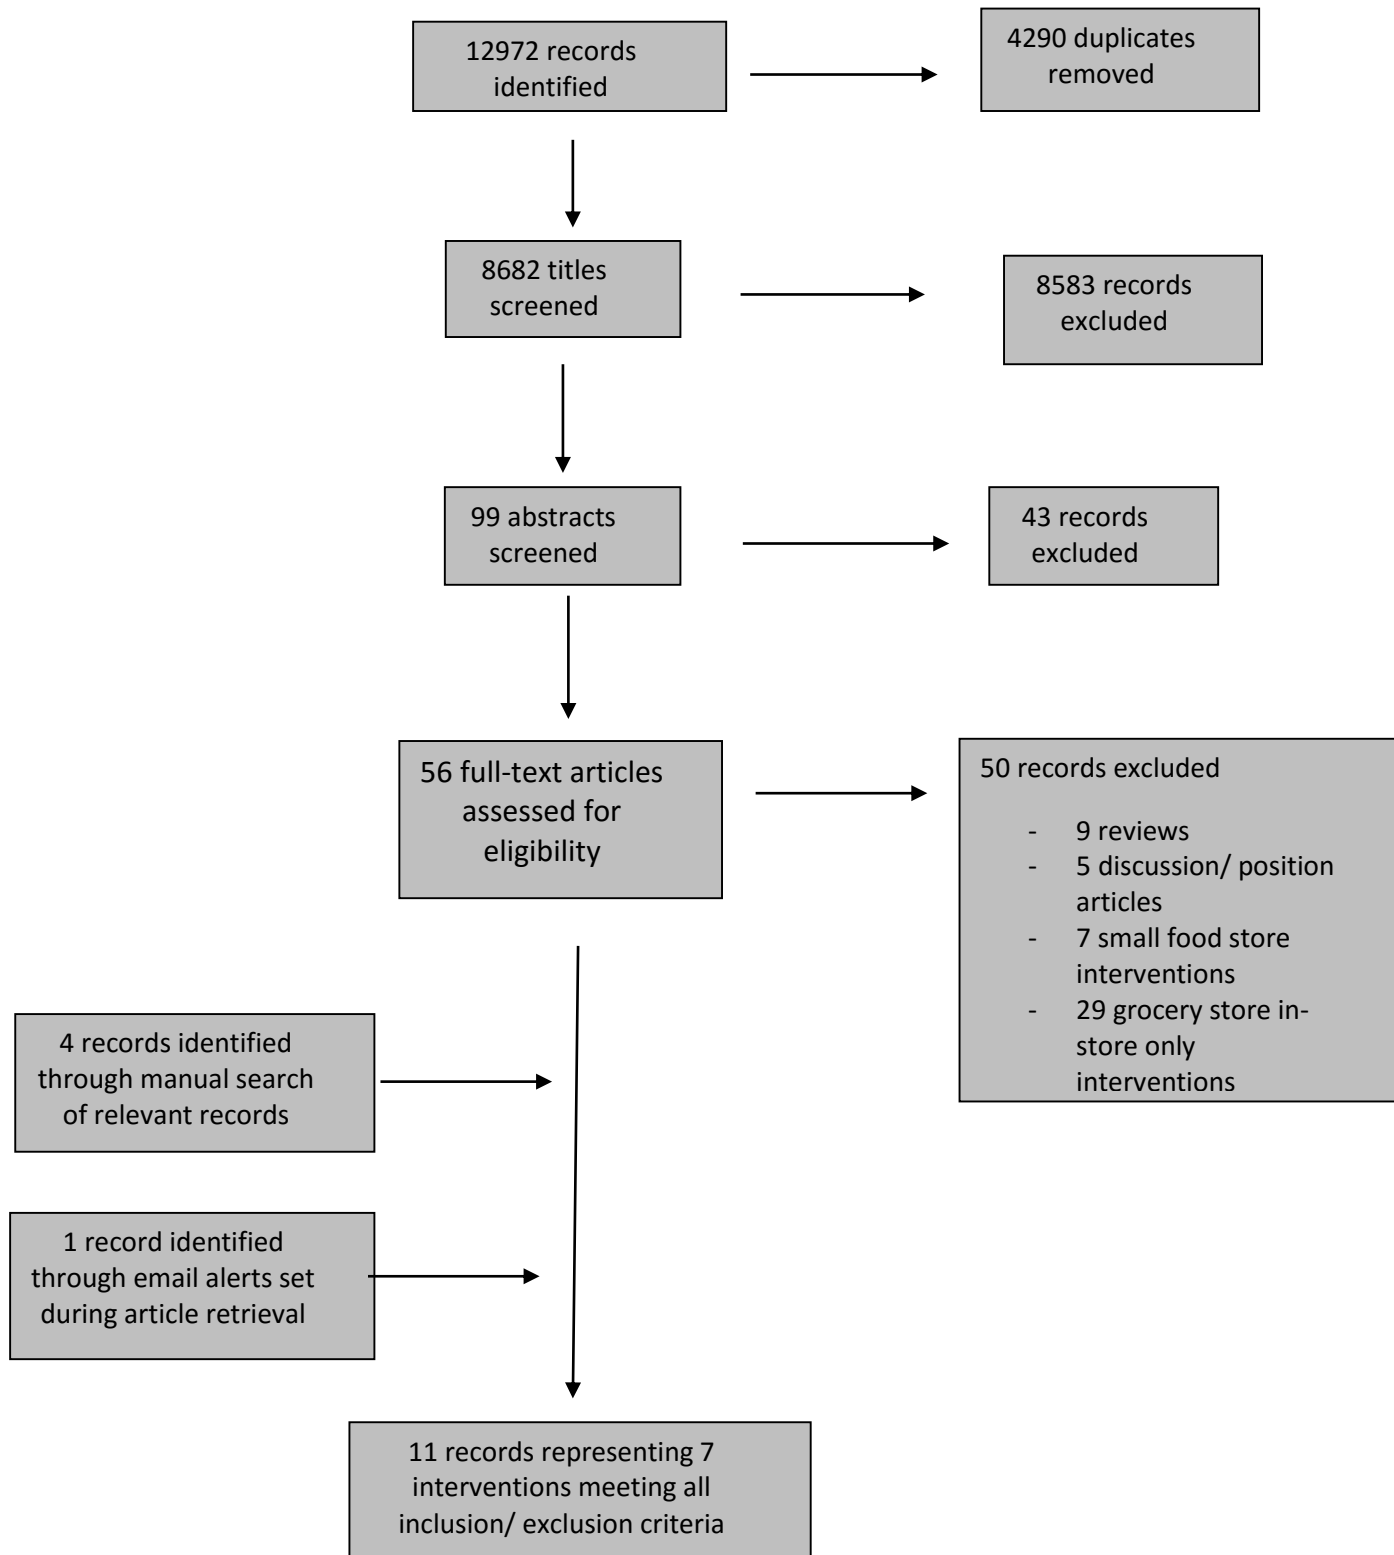 12972 records
identified
4290 duplicates
removed
8682 titles
screened
8583 records
excluded
99 abstracts
screened
43 records
excluded
56 full-text articles
assessed for
eligibility
50 records excluded
- 9 reviews
- 5 discussion/ position
articles
- 7 small food store
interventions
- 29 grocery store in-
store only
interventions
4 records identified
through manual search
of relevant records
1 record identified
through email alerts set
during article retrieval
11 records representing 7
interventions meeting all
inclusion/ exclusion criteria